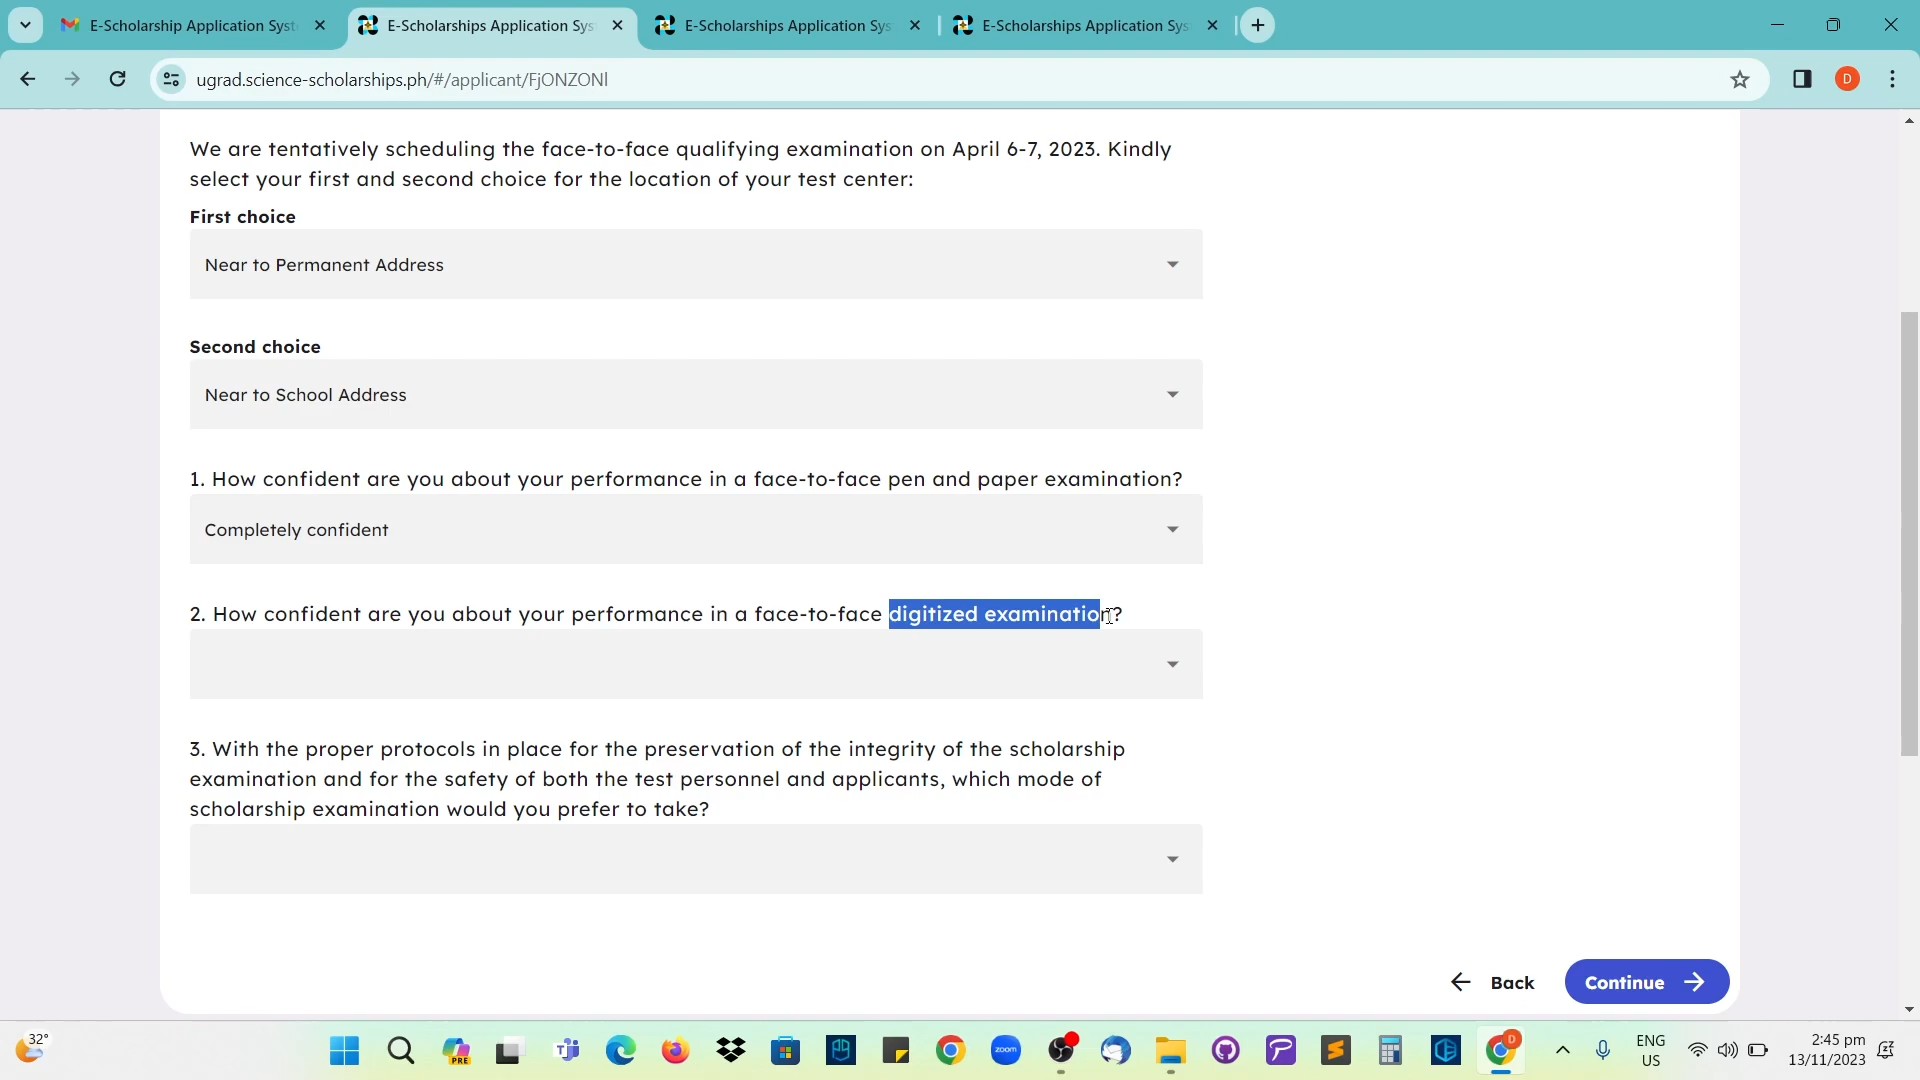 E-Scholarship Application Syst
E-Scholarships Application Sys
E-Scholarships Application Sys
E-Scholarships Application Sys
ugrad.science-scholarships.ph/#/applicant/FjONZONl
D
We are tentatively scheduling the face-to-face qualifying examination on April 6-7, 2023. Kindly
select your first and second choice for the location of your test center:
First choice
Near to Permanent Address
Second choice
Near to School Address
1. How confident are you about your performance in a face-to-face pen and paper examination?
Completely confident
2. How confident are you about your performance in a face-to-face digitized examination?
3. With the proper protocols in place for the preservation of the integrity of the scholarship
examination and for the safety of both the test personnel and applicants, which mode of
scholarship examination would you prefer to take?
Back
Continue
32°
PRE
zoom
D
ENG
US
2:45 pm
13/11/2023